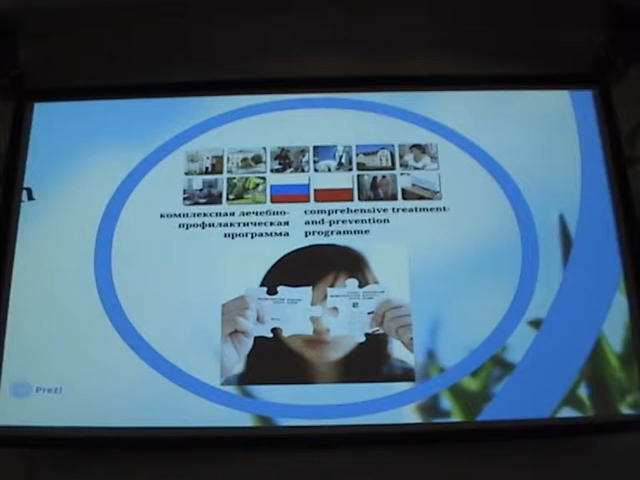 n
комплексная лечебно-
профилактическая
программа
comprehensive treatment-
and-prevention
programme
Prezi